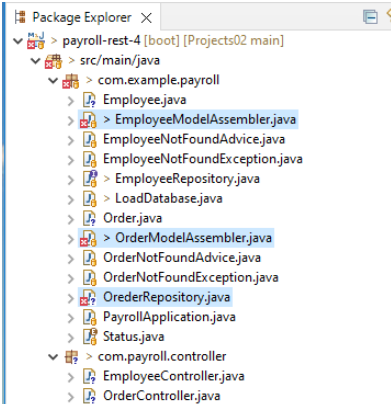 Package Explorer
> payroll-rest-4 [boot] [Projects02 main]
> src/main/java
> com.example.payroll
Employee.java
> EmployeeModelAssembler.java
EmployeeNotFoundAdvice.java
EmployeeNotFoundException.java
> EmployeeRepository.java
> LoadDatabase.java
Order.java
> OrderModelAssembler.java
OrderNotFoundAdvice.java
OrderNotFoundException.java
OrederRepository.java
PayrollApplication.java
Status.java
> com.payroll.controller
EmployeeController.java
OrderController.java